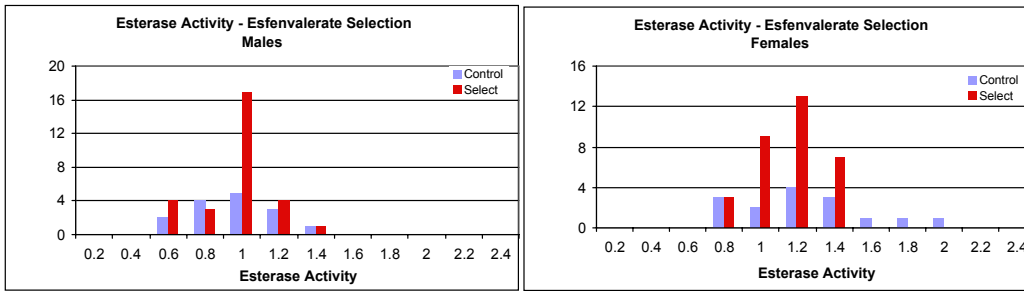 Esterase Activity - Esfenvalerate Selection
Males
20
16
12
8
4
0
Control
Select
0.2 0.4 0.6 0.8 1 1.2 1.4 1.6 1.8 2 2.2 2.4
Esterase Activity
Esterase Activity - Esfenvalerate Selection
Females
16
12
8
4
0
Control
Select
0.2 0.4 0.6 0.8 1 1.2 1.4 1.6 1.8 2 2.2 2.4
Esterase Activity